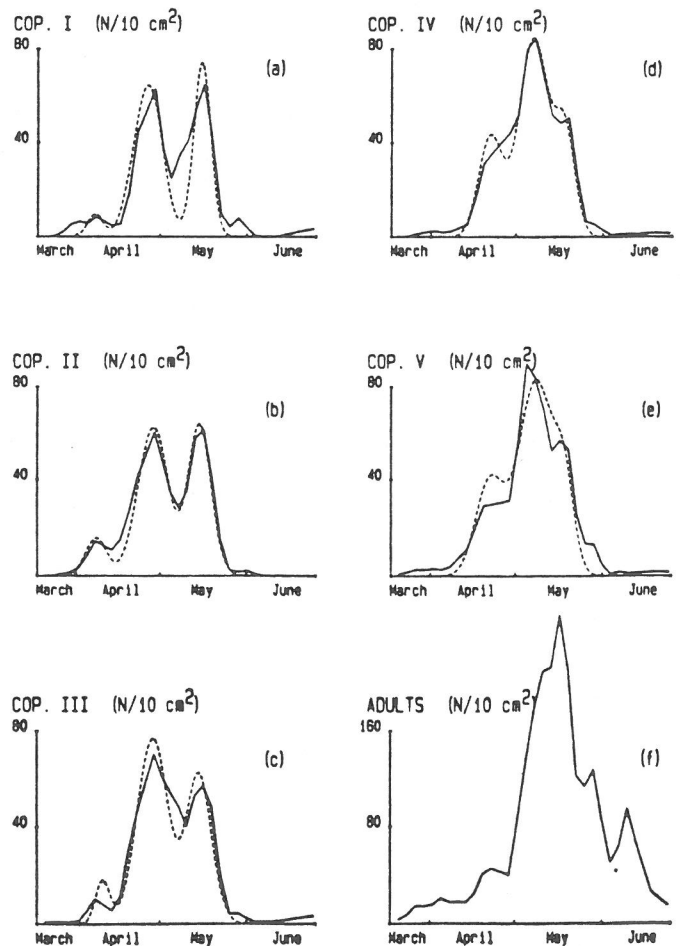 COP. I (N/10 cm2)
80
(a)
40
March April May June
COP. IV (N/10 cm2)
80
(d)
40
March April May June
COP. II (N/10 cm2)
80
(b)
40
March April May June
COP. V (N/10 cm2)
80
(e)
40
March April May June
COP. III (N/10 cm2)
80
(c)
40
March April May June
ADULTS (N/10 cm2)
160
(f)
80
March April May June